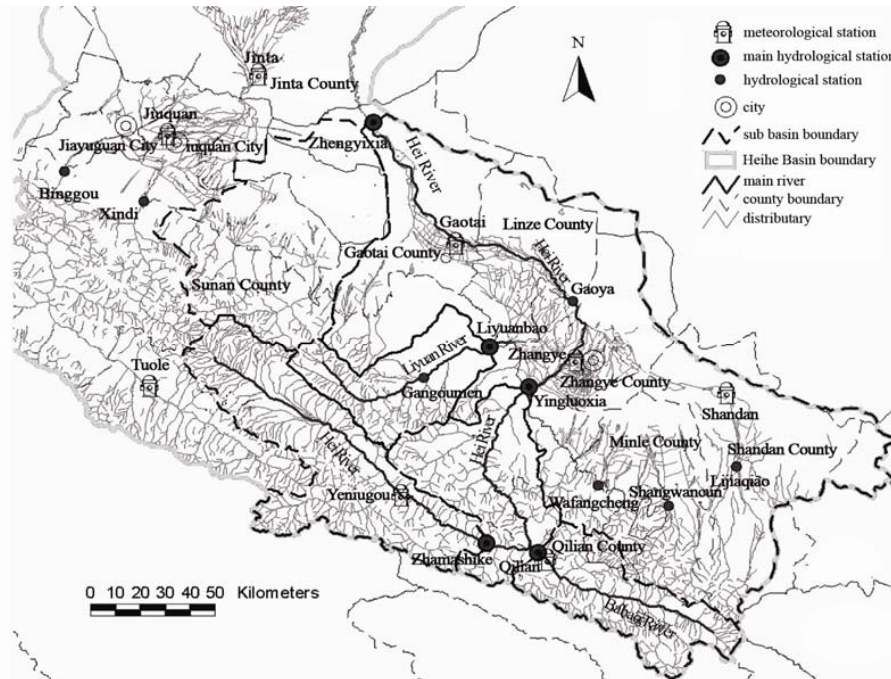 meteorological station
main hydrological station
hydrological station
city
sub basin boundary
Heihe Basin boundary
main river
county boundary
distributary
N
Jinta
Jinta County
Jiuquan
Jiayuguan City
iuquan City
Zhengyixia
Binggou
Xindi
Hei River
Gaotai
Linze County
Gaotai County
Hei River
Sunan County
Gaoya
Liyuanbao
Liyuan River
Zhangye
Tuole
Gangoumen
Zhangye County
Yingluoxia
Shandan
Hei River
Hei River
Minle County
Shandan County
Lijiaqiao
Yeniugou
Wafangcheng
Shangwanoun
Zhamashike
Qilian
Qilian County
Babao River
0 10 20 30 40 50 Kilometers